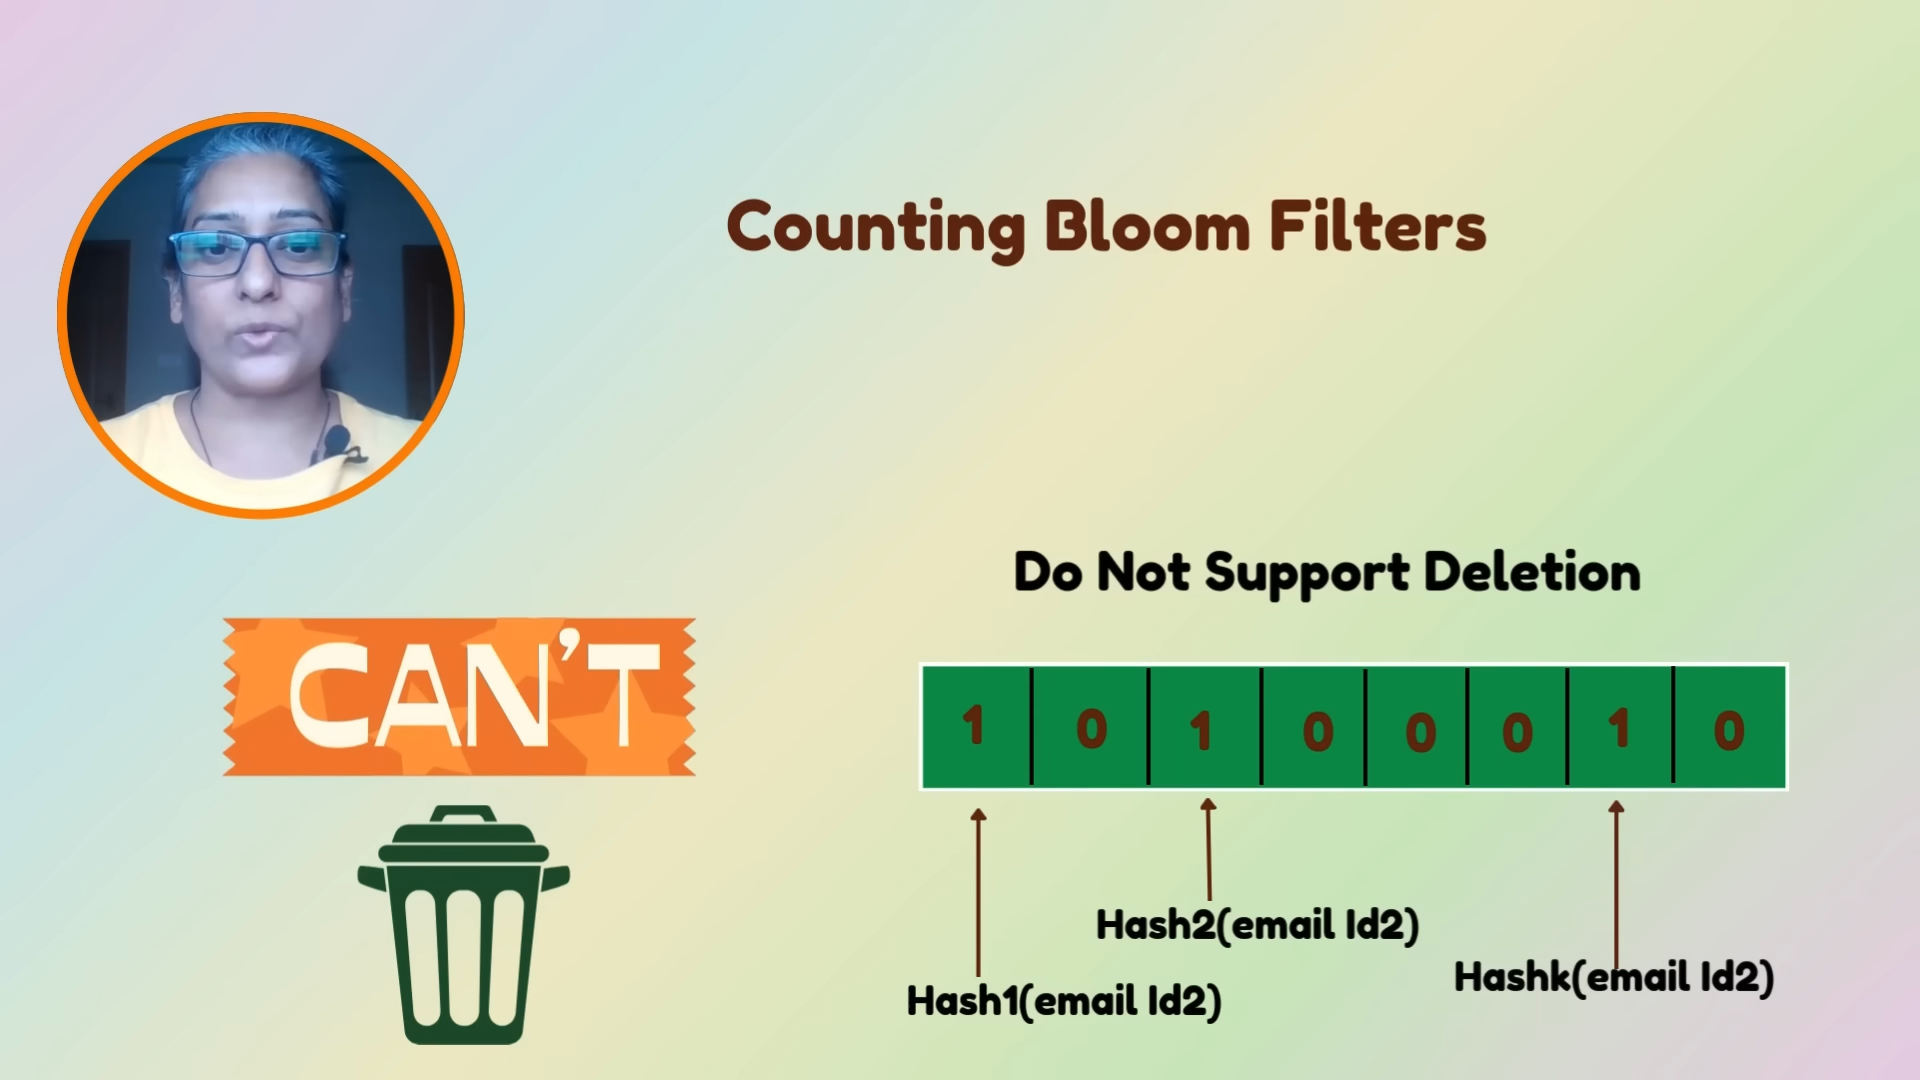 Counting Bloom Filters
Do Not Support Deletion
CAN'T
1 0 1 0 0 0 1 0
Hash2(email Id2)
Hashk(email Id2)
Hash1(email Id2)